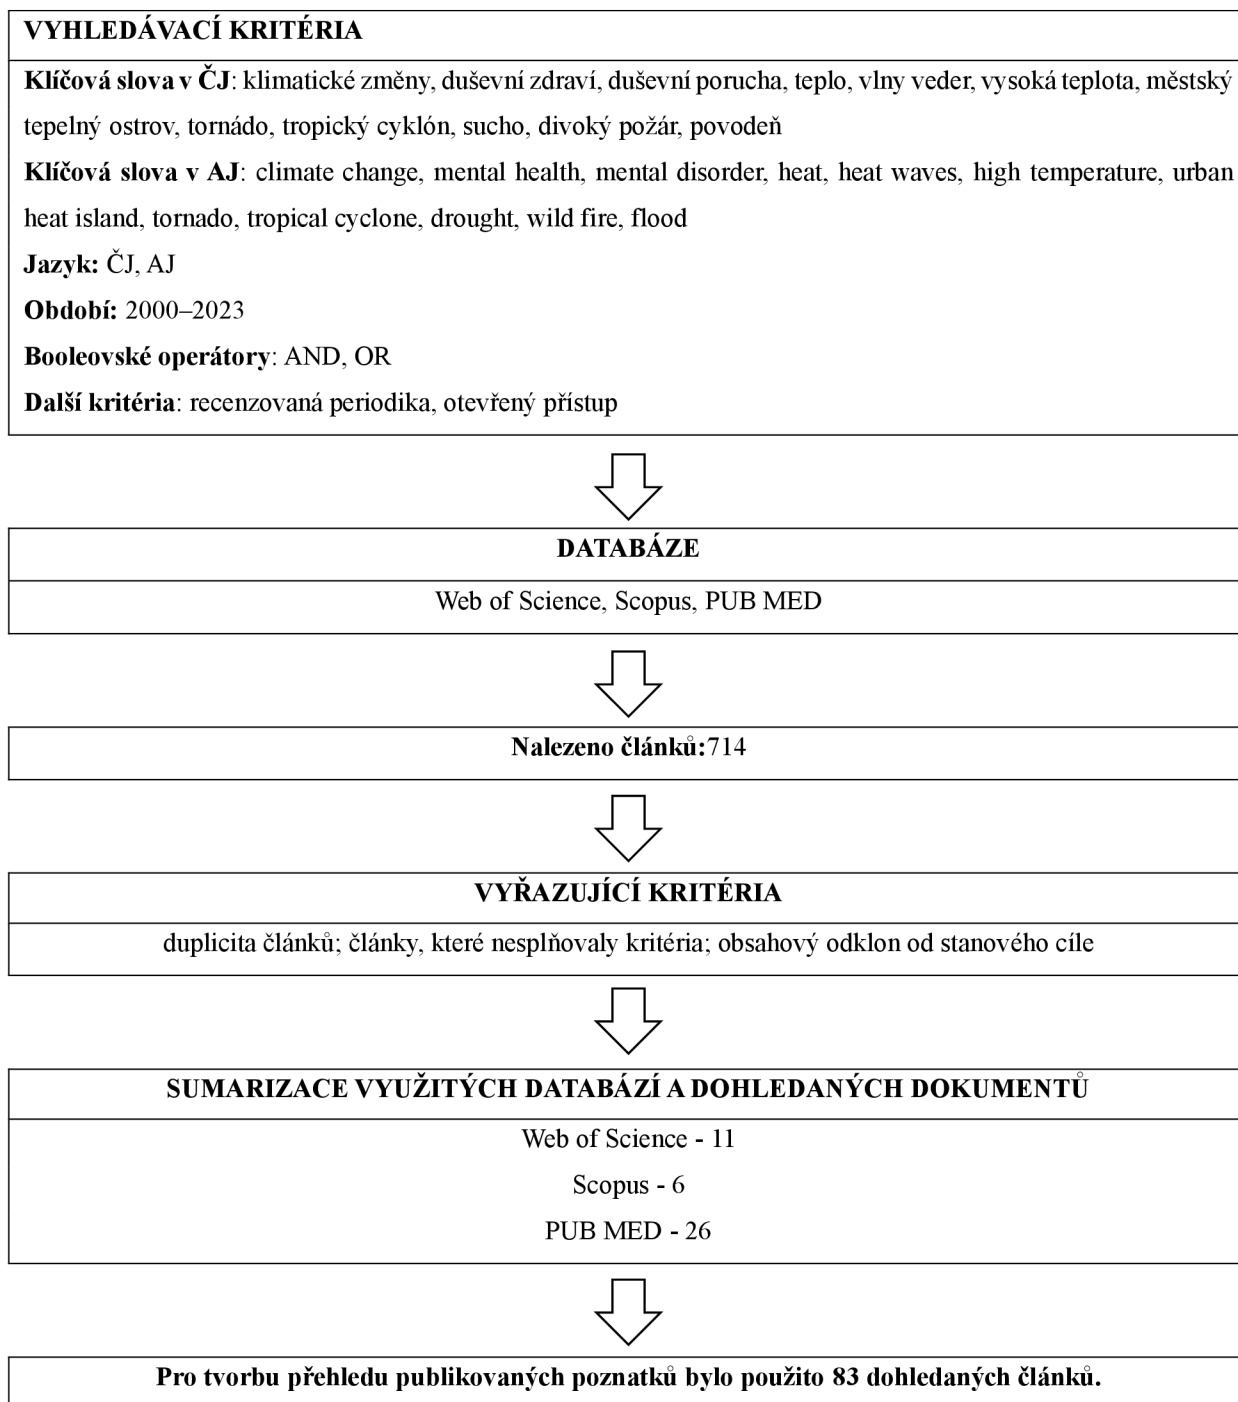 VYHLEDÁVACÍ KRITÉRIA
Klíčová slova v ČJ: klimatické změny, duševní zdraví, duševní porucha, teplo, vlny veder, vysoká teplota, městský
tepelný ostrov, tornádo, tropický cyklón, sucho, divoký požár, povodeň
Klíčová slova v AJ: climate change, mental health, mental disorder, heat, heat waves, high temperature, urban
heat island, tornado, tropical cyclone, drought, wild fire, flood
Jazyk: ČJ, AJ
Období: 2000–2023
Booleovské operátory: AND, OR
Další kritéria: recenzovaná periodika, otevřený přístup
DATABÁZE
Web of Science, Scopus, PUB MED
Nalezeno článků:714
VYŘAZUJÍCÍ KRITÉRIA
duplicita článků; články, které nesplňovaly kritéria; obsahový odklon od stanového cíle
SUMARIZACE VYUŽITÝCH DATABÁZÍ A DOHLEDANÝCH DOKUMENTŮ
Web of Science - 11
Scopus - 6
PUB MED - 26
Pro tvorbu přehledu publikovaných poznatků bylo použito 83 dohledaných článků.